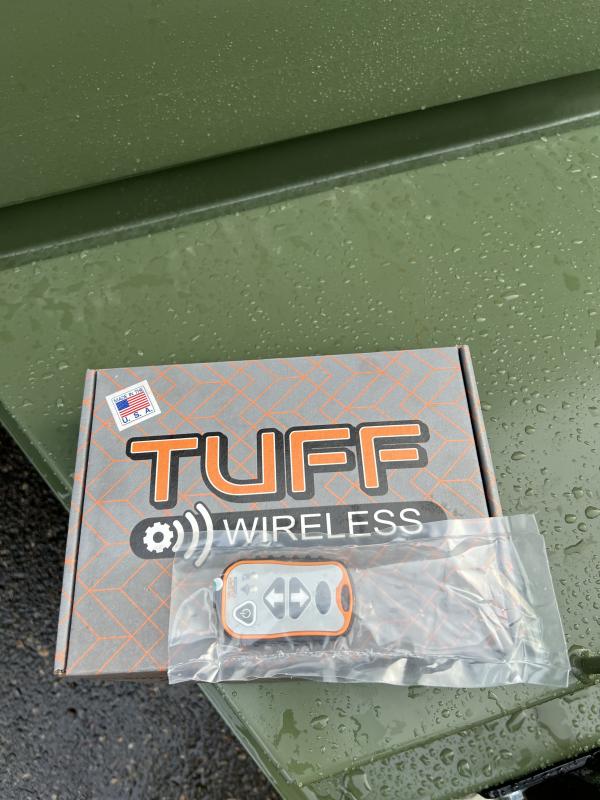 MADE IN THE
U.S.A.
TUFF
WIRELESS